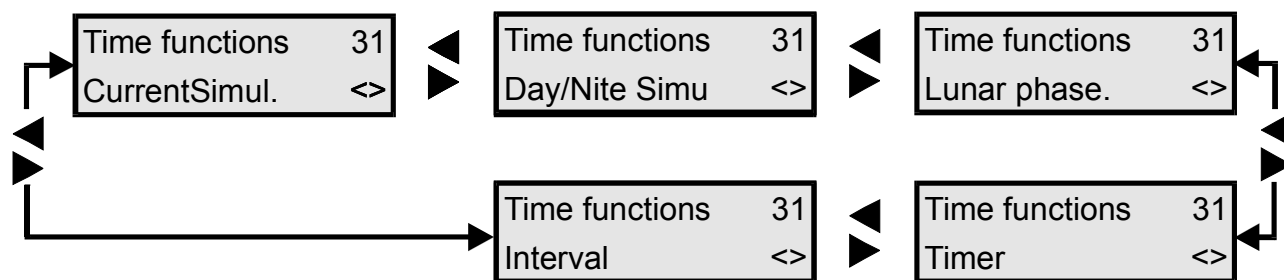 Time functions 31
CurrentSimul. <>
Time functions 31
Day/Nite Simu <>
Time functions 31
Lunar phase. <>
Time functions 31
Interval <>
Time functions 31
Timer <>